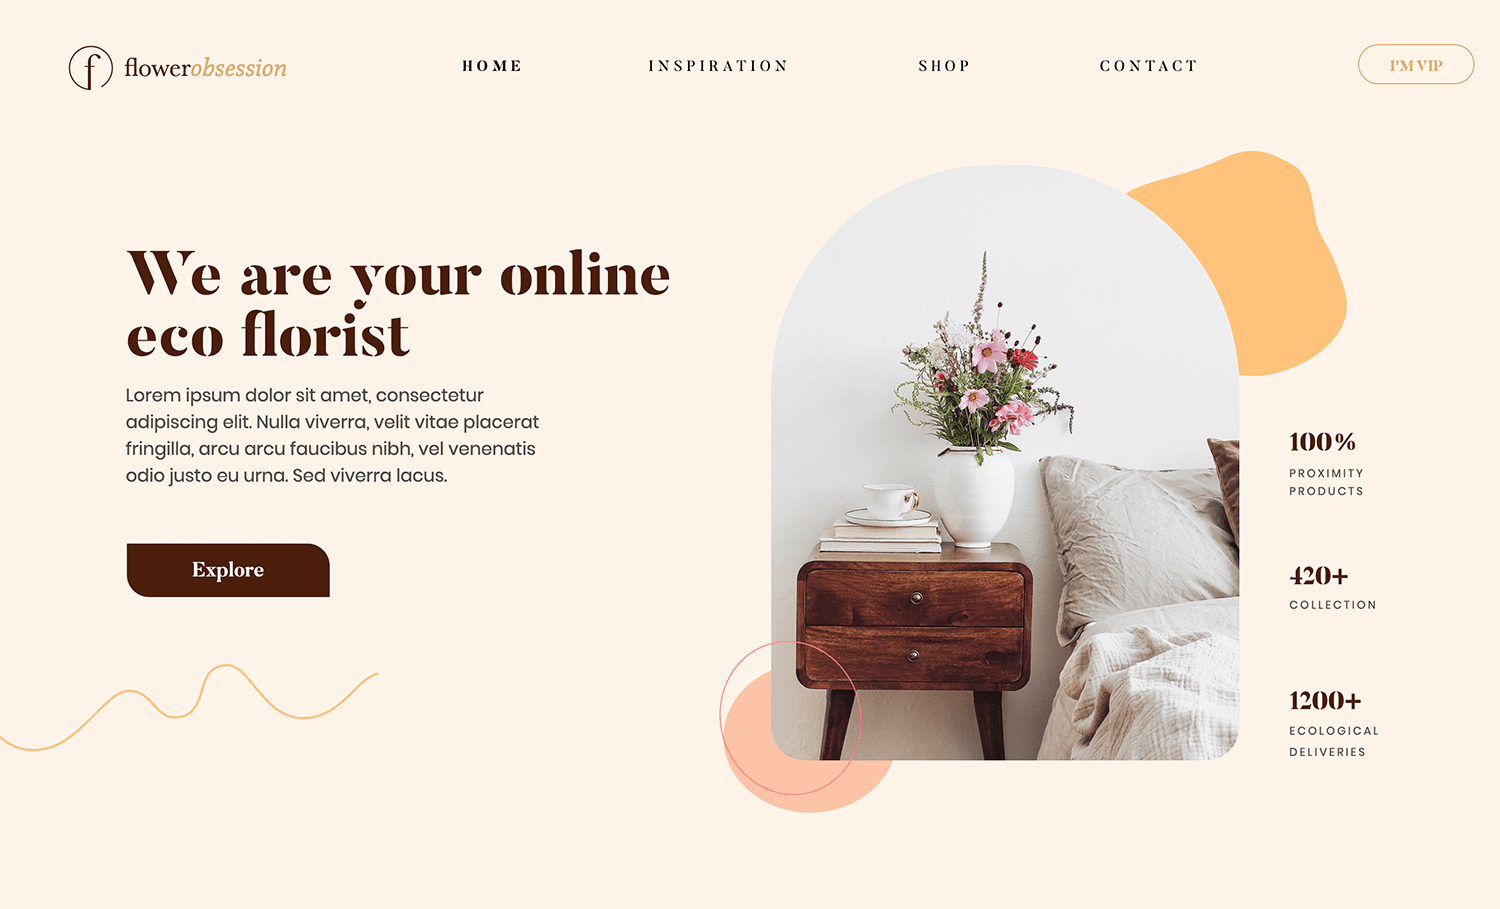 f flowerobsession
HOME
INSPIRATION
SHOP
CONTACT
I'M VIP
We are your online
eco florist
Lorem ipsum dolor sit amet, consectetur
adipiscing elit. Nulla viverra, velit vitae placerat
fringilla, arcu arcu faucibus nibh, vel venenatis
odio justo eu urna. Sed viverra lacus.
Explore
100%
PROXIMITY
PRODUCTS
420+
COLLECTION
1200+
ECOLOGICAL
DELIVERIES